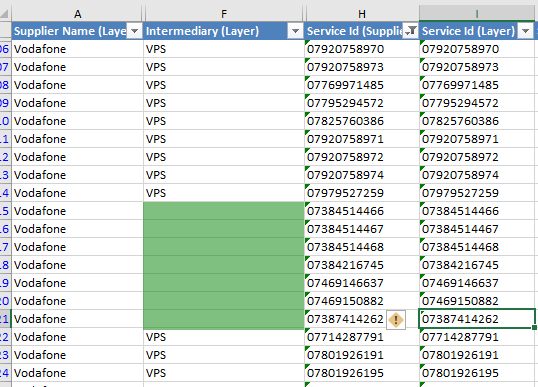 A F H I
Supplier Name (Laye Intermediary (Layer) Service Id (Supplie Service Id (Layer)
06 Vodafone VPS 07920758970 07920758970
07 Vodafone VPS 07920758973 07920758973
08 Vodafone VPS 07769971485 07769971485
09 Vodafone VPS 07795294572 07795294572
10 Vodafone VPS 07825760386 07825760386
11 Vodafone VPS 07920758971 07920758971
12 Vodafone VPS 07920758972 07920758972
13 Vodafone VPS 07920758974 07920758974
14 Vodafone VPS 07979527259 07979527259
15 Vodafone 07384514466 07384514466
16 Vodafone 07384514467 07384514467
17 Vodafone 07384514468 07384514468
18 Vodafone 07384216745 07384216745
19 Vodafone 07469146637 07469146637
20 Vodafone 07469150882 07469150882
21 Vodafone 07387414262 07387414262
22 Vodafone VPS 07714287791 07714287791
23 Vodafone VPS 07801926191 07801926191
24 Vodafone VPS 07801926195 07801926195